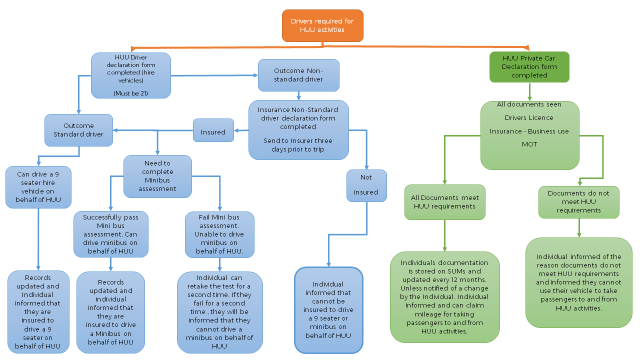 Drivers required for
HUU activities
HUU Driver
declaration form
completed (hire
vehicles)
(Must be 21)
Outcome Non-
standard driver
HUU Private Car
Declaration form
completed
Outcome
Standard driver
Insured
Insurance Non-Standard
driver declaration form
completed
Send to Insurer three
days prior to trip
All documents seen
Drivers Licence
Insurance - Business use
MOT
Can drive a 9
seater hire
vehicle on
behalf of HUU
Need to
complete
Minibus
assessment
Not
insured
All Documents meet
HUU requirements
Documents do not
meet HUU
requirements
Successfully pass
Mini bus
assessment. Can
drive minibus on
behalf of HUU
Fail Mini bus
assessment.
Unable to drive
minibus on
behalf of HUU.
Records
updated and Individual
informed that
they are
insured to
drive a 9
seater on
behalf of HUU
Records
updated and
Individual
informed that
they are
insured to drive
a Minibus on
behalf of HUU
Individual can
retake the test for a
second time. If they
fail for a second
time , they will be
informed that they
cannot drive a
minibus on behalf of
HUU
Individual
informed that
cannot be
insured to drive
a 9 seater or
minibus on
behalf of HUU
Individuals documentation
is stored on SUMs and
updated every 12 months.
Unless notified of a change
by the Individual. Individual
informed and can claim
mileage for taking
passengers to and from
HUU activities.
Individual informed of the
reason documents do not
meet HUU requirements
and informed they cannot
use their vehicle to take
passengers to and from
HUU activities.